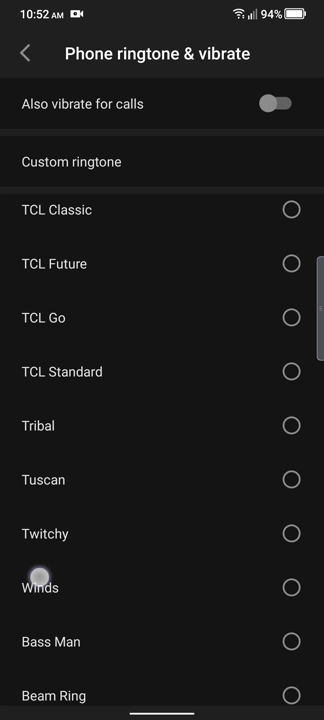 10:52 AM 94%
Phone ringtone & vibrate
Also vibrate for calls
Custom ringtone
TCL Classic
TCL Future
TCL Go
TCL Standard
Tribal
Tuscan
Twitchy
Winds
Bass Man
Beam Ring